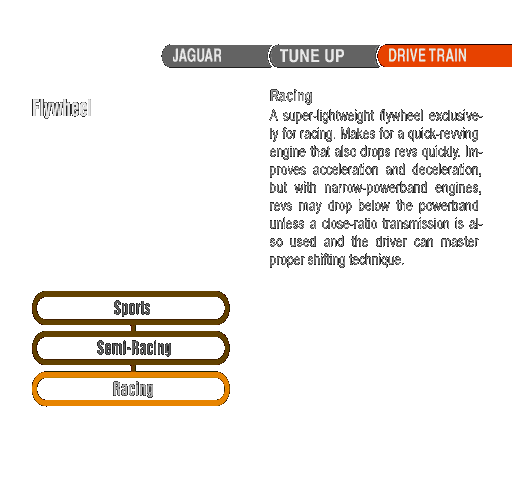 JAGUAR TUNE UP DRIVE TRAIN
Flywheel
Racing
A super-lightweight flywheel exclusive-
ly for racing. Makes for a quick-revving
engine that also drops revs quickly. Im-
proves acceleration and deceleration,
but with narrow-powerband engines,
revs may drop below the powerband
unless a close-ratio transmission is al-
so used and the driver can master
proper shifting technique.
Sports
Semi-Racing
Racing